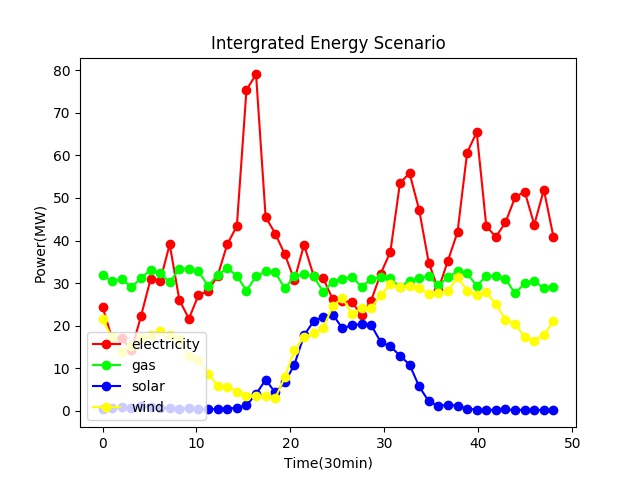 Intergrated Energy Scenario
Power(MW)
80
70
60
50
40
30
20
10
0
electricity
gas
solar
wind
0 10 20 30 40 50
Time(30min)